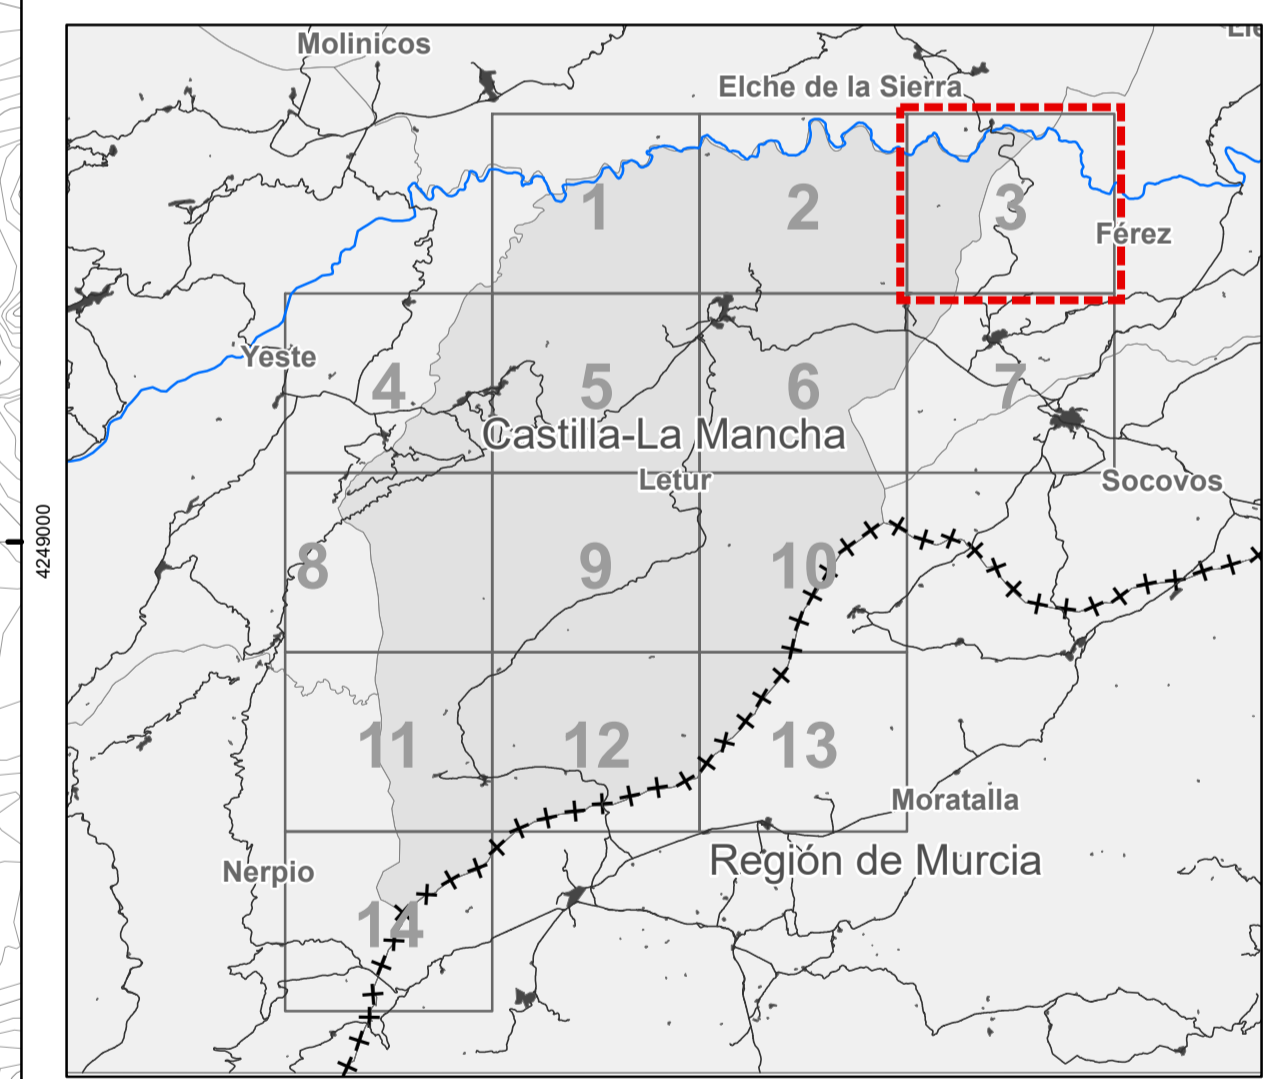 Molinicos
Elche de la Sierra
1
2
3
Férez
Yeste
4
5
6
7
Castilla-La Mancha
Letur
Socovos
4249000
8
9
10
11
12
13
Moratalla
Región de Murcia
Nerpio
14